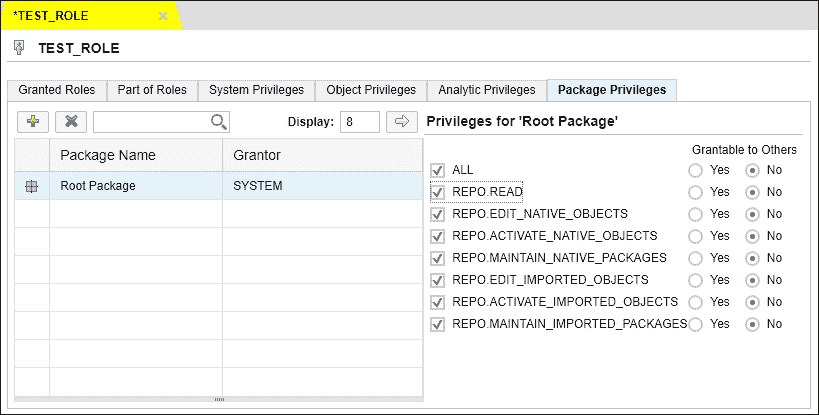 *TEST_ROLE
TEST_ROLE
Granted Roles Part of Roles System Privileges Object Privileges Analytic Privileges Package Privileges
Display: 8
Package Name Grantor
Root Package SYSTEM
Privileges for 'Root Package'
Grantable to Others
ALL Yes No
REPO.READ Yes No
REPO.EDIT_NATIVE_OBJECTS Yes No
REPO.ACTIVATE_NATIVE_OBJECTS Yes No
REPO.MAINTAIN_NATIVE_PACKAGES Yes No
REPO.EDIT_IMPORTED_OBJECTS Yes No
REPO.ACTIVATE_IMPORTED_OBJECTS Yes No
REPO.MAINTAIN_IMPORTED_PACKAGES Yes No